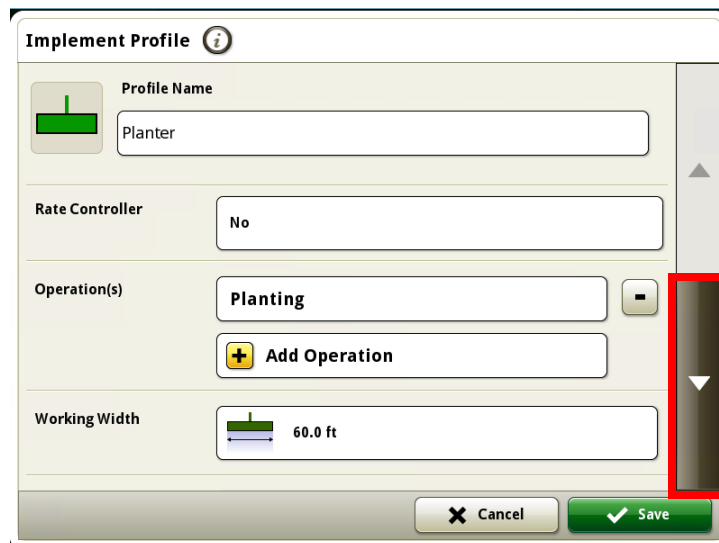 Implement Profile i
Profile Name
Planter
Rate Controller
No
Operation(s)
Planting
-
+ Add Operation
Working Width
60.0 ft
Cancel
Save